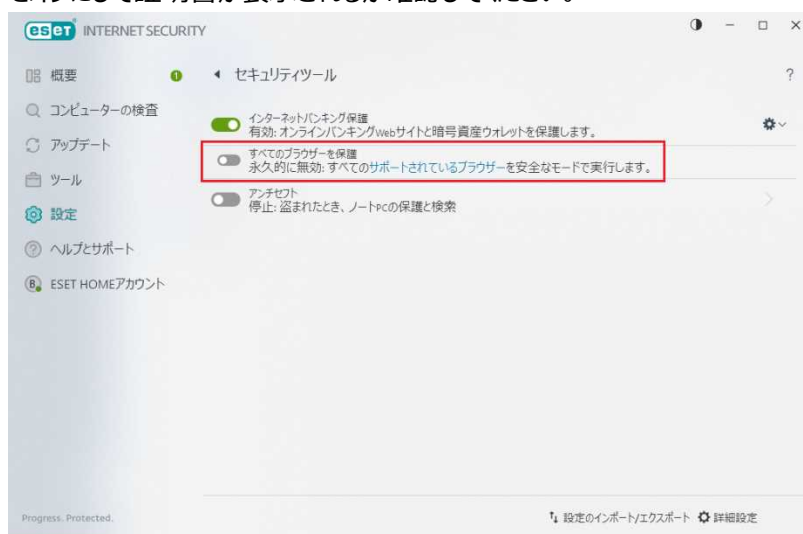 eseT INTERNET SECURITY
概要 1
コンピューターの検査
アップデート
ツール
設定
ヘルプとサポート
B ESET HOMEアカウント
セキュリティツール ?
インターネットバンキング保護
有効: オンラインバンキングWebサイトと暗号資産ウォレットを保護します。
すべてのブラウザーを保護
永久的に無効: すべてのサポートされているブラウザーを安全なモードで実行します。
アンチセフト
停止: 盗まれたとき、ノートPCの保護と検索
Progress. Protected.
設定のインポート/エクスポート 詳細設定